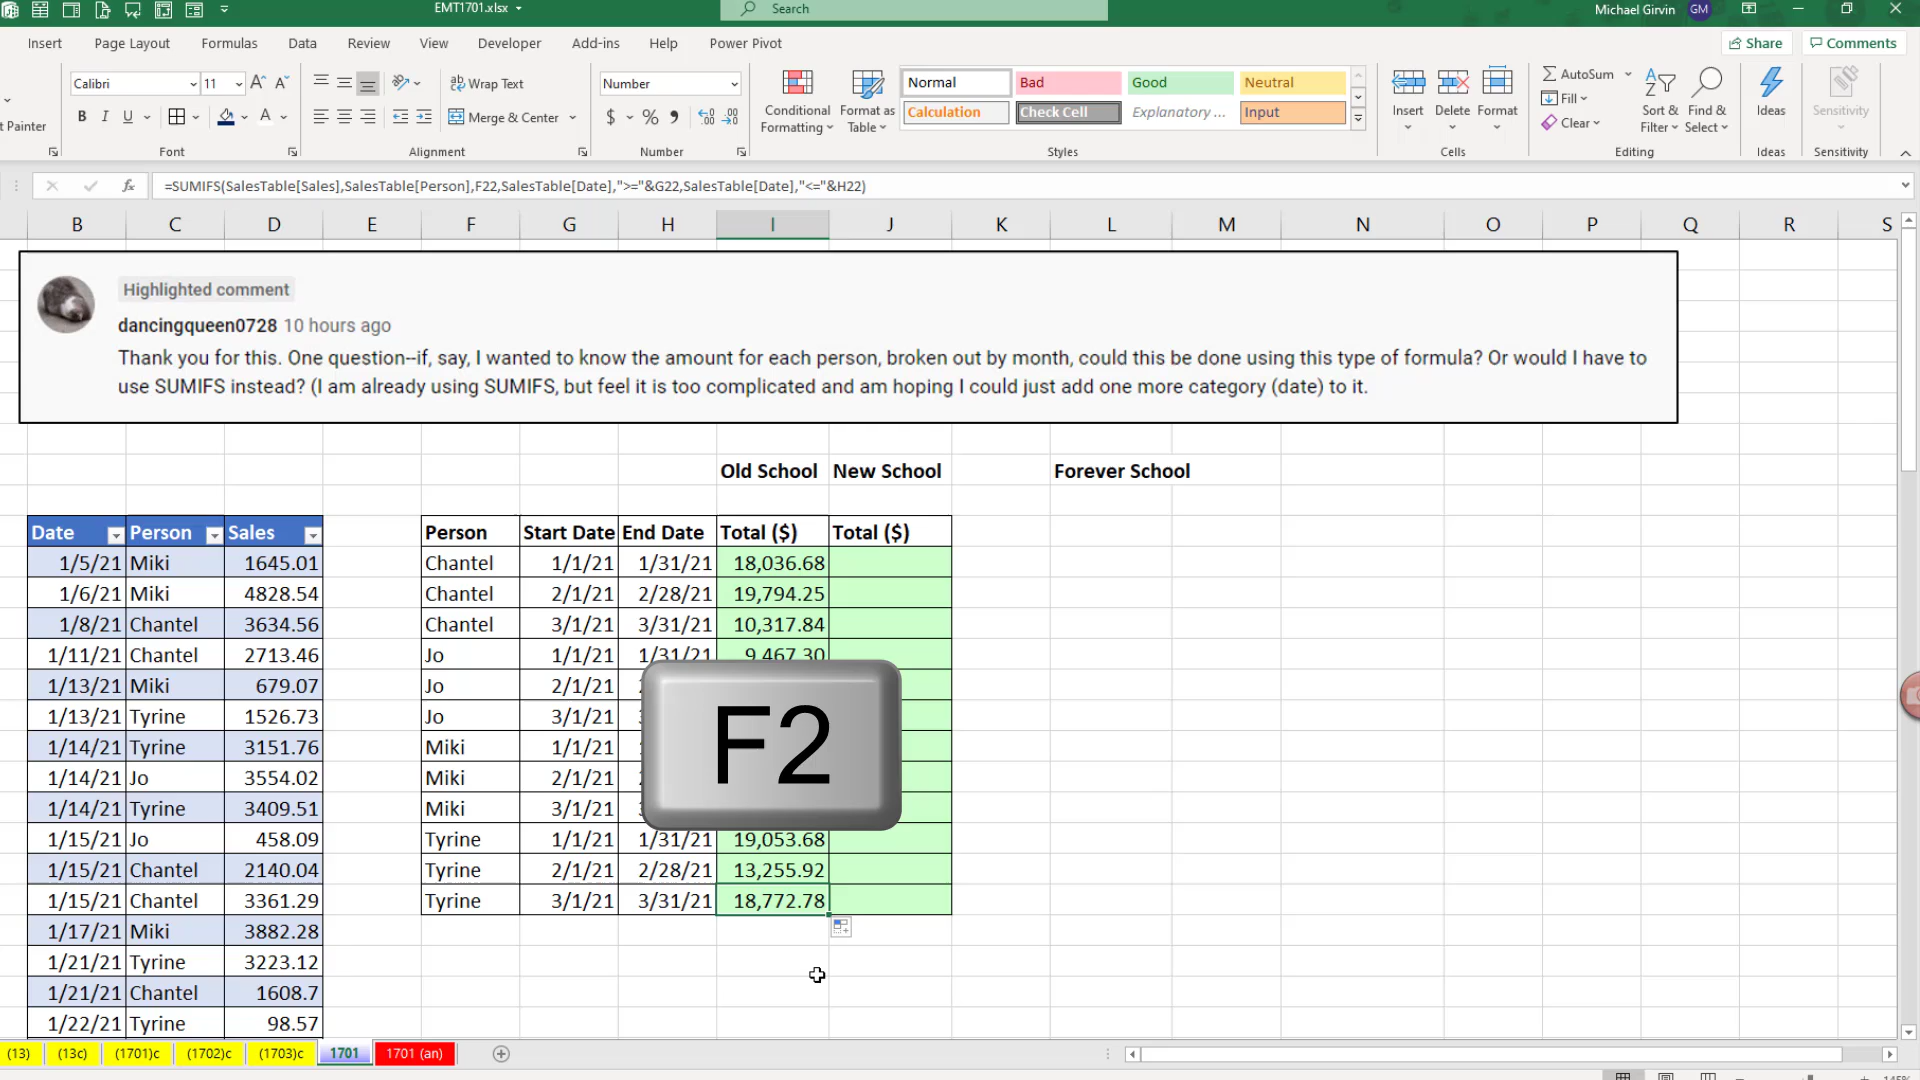 EMT1701.xlsx
Search
Michael Girvin
GM
Insert Page Layout Formulas Data Review View Developer Add-ins Help Power Pivot
Share Comments
Calibri 11
Wrap Text
Number
Normal Bad Good Neutral
AutoSum
t Painter
B I U
Merge & Center
$ %
Conditional Formatting
Format as Table
Calculation Check Cell Explanatory ... Input
Insert Delete Format
Fill
Clear
Sort & Filter
Find & Select
Ideas
Sensitivity
Font Alignment Number Styles Cells Editing Ideas Sensitivity
fx =SUMIFS(SalesTable[Sales],SalesTable[Person],F22,SalesTable[Date],">="&G22,SalesTable[Date],"<="&H22)
B C D E F G H I J K L M N O P Q R S
Highlighted comment
dancingqueen0728 10 hours ago
Thank you for this. One question--if, say, I wanted to know the amount for each person, broken out by month, could this be done using this type of formula? Or would I have to
use SUMIFS instead? (I am already using SUMIFS, but feel it is too complicated and am hoping I could just add one more category (date) to it.
Old School New School Forever School
Date Person Sales Person Start Date End Date Total ($) Total ($)
1/5/21 Miki 1645.01 Chantel 1/1/21 1/31/21 18,036.68
1/6/21 Miki 4828.54 Chantel 2/1/21 2/28/21 19,794.25
1/8/21 Chantel 3634.56 Chantel 3/1/21 3/31/21 10,317.84
1/11/21 Chantel 2713.46 Jo 1/1/21 1/31/21 9,467.30
1/13/21 Miki 679.07 Jo 2/1/21
1/13/21 Tyrine 1526.73 Jo 3/1/21
1/14/21 Tyrine 3151.76 Miki 1/1/21
F2
1/14/21 Jo 3554.02 Miki 2/1/21
1/14/21 Tyrine 3409.51 Miki 3/1/21
1/15/21 Jo 458.09 Tyrine 1/1/21 1/31/21 19,053.68
1/15/21 Chantel 2140.04 Tyrine 2/1/21 2/28/21 13,255.92
1/15/21 Chantel 3361.29 Tyrine 3/1/21 3/31/21 18,772.78
1/17/21 Miki 3882.28
1/21/21 Tyrine 3223.12
1/21/21 Chantel 1608.7
1/22/21 Tyrine 98.57
(13) (13c) (1701)c (1702)c (1703)c 1701 1701 (an)